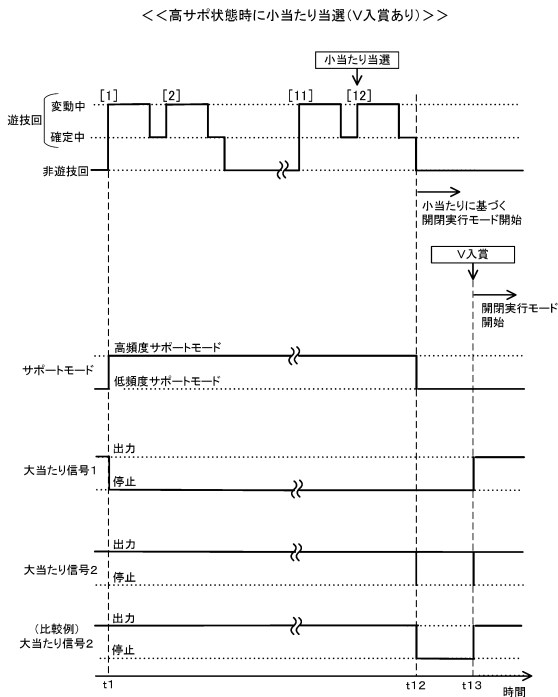 <<高サポ状態時に小当たり当選(V入賞あり)>>
小当たり当選
[1] [2] [11] [12]
遊技回
変動中
確定中
非遊技回
小当たりに基づく
開閉実行モード開始
V入賞
開閉実行モード
開始
サポートモード
高頻度サポートモード
低頻度サポートモード
大当たり信号1
出力
停止
大当たり信号2
出力
停止
(比較例)
大当たり信号2
出力
停止
t1 t12 t13 時間